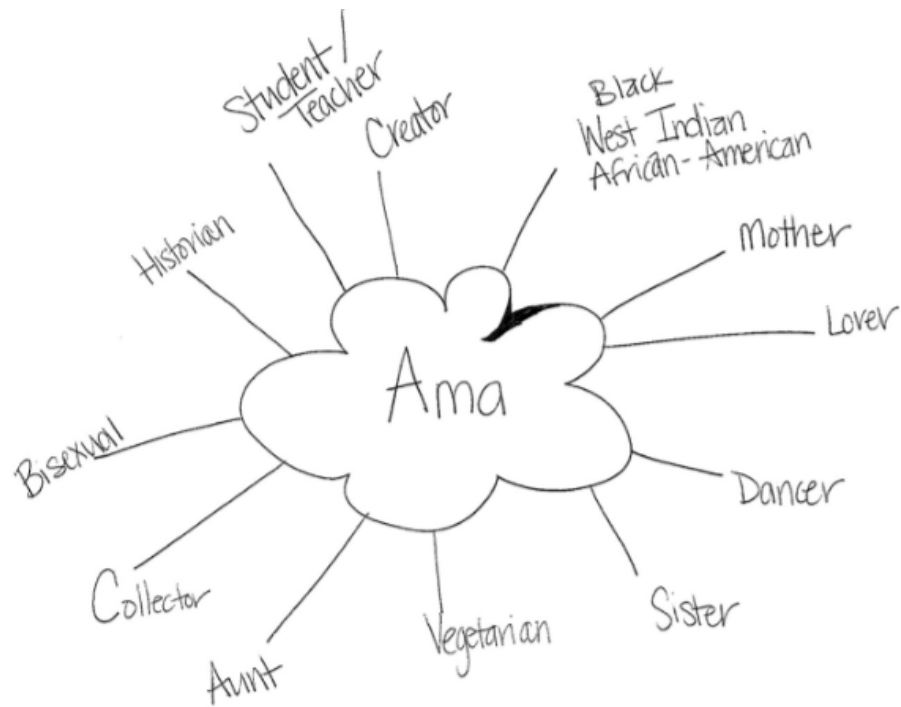 Student/
Teacher
Creator
Black
West Indian
African-American
Historian
Mother
Lover
Ama
Bisexual
Dancer
Collector
Sister
Vegetarian
Aunt